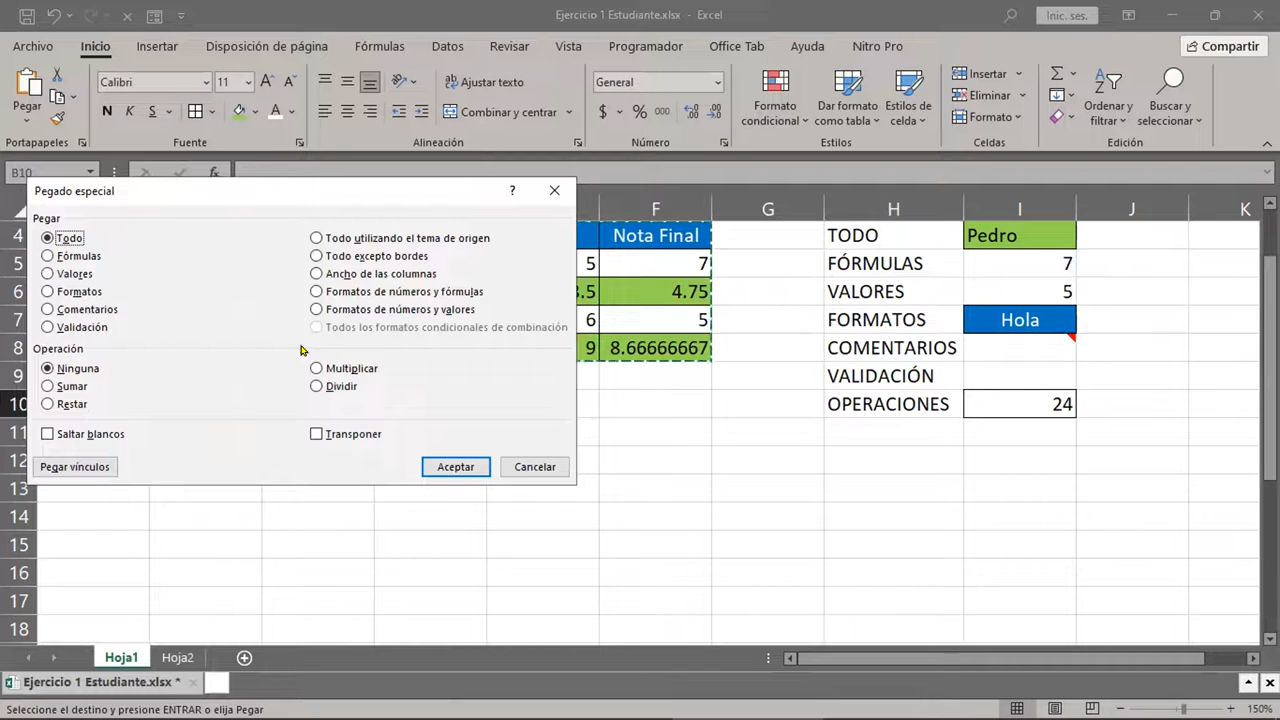 Ejercicio 1 Estudiante.xlsx - Excel
Inic. ses.
Archivo Inicio Insertar Disposición de página Fórmulas Datos Revisar Vista Programador Office Tab Ayuda Nitro Pro Compartir
Pegar
Calibri 11
N K S A
Ajustar texto
Combinar y centrar
General
$ % 000
Formato condicional
Dar formato como tabla
Estilos de celda
Insertar
Eliminar
Formato
Ordenar y filtrar
Buscar y seleccionar
Portapapeles Fuente Alineación Número Estilos Celdas Edición
B10 fx
Pegado especial ?
Pegar
Todo Todo utilizando el tema de origen
Fórmulas Todo excepto bordes
Valores Ancho de las columnas
Formatos Formatos de números y fórmulas
Comentarios Formatos de números y valores
Validación Todos los formatos condicionales de combinación
Operación
Ninguna Multiplicar
Sumar Dividir
Restar
Saltar blancos Transponer
Pegar vínculos Aceptar Cancelar
F G H I J K
4 Nota Final TODO Pedro
5 5 7 FÓRMULAS 7
6 3.5 4.75 VALORES 5
7 6 5 FORMATOS Hola
8 9 8.66666667 COMENTARIOS
9 VALIDACIÓN
10 OPERACIONES 24
11
12
13
14
15
16
17
18
Hoja1 Hoja2
Ejercicio 1 Estudiante.xlsx *
Seleccione el destino y presione ENTRAR o elija Pegar 150%